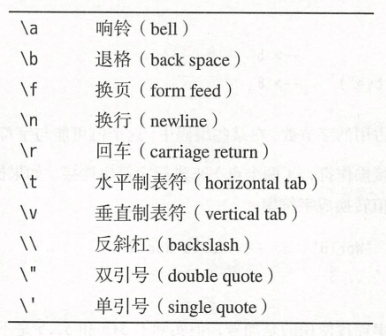 \a 响铃（bell）
\b 退格（back space）
\f 换页（form feed）
\n 换行（newline）
\r 回车（carriage return）
\t 水平制表符（horizontal tab）
\v 垂直制表符（vertical tab）
\\ 反斜杠（backslash）
\" 双引号（double quote）
\' 单引号（single quote）